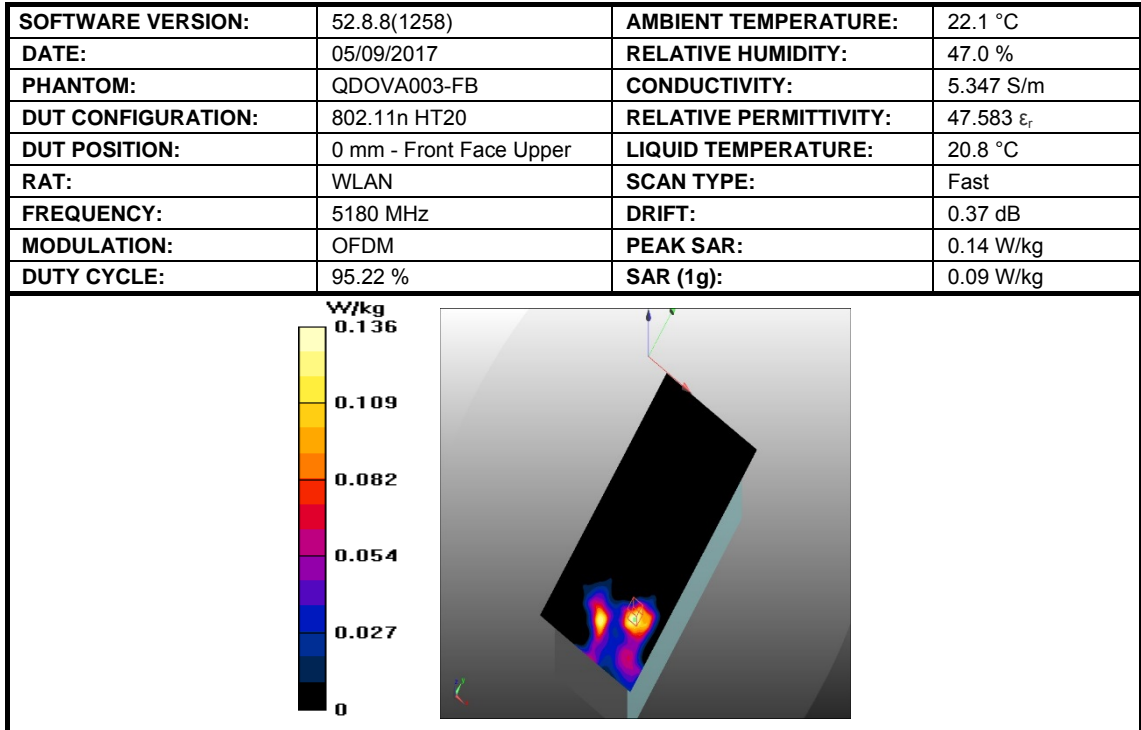 SOFTWARE VERSION: 52.8.8(1258) AMBIENT TEMPERATURE: 22.1 °C
DATE: 05/09/2017 RELATIVE HUMIDITY: 47.0 %
PHANTOM: QDOVA003-FB CONDUCTIVITY: 5.347 S/m
DUT CONFIGURATION: 802.11n HT20 RELATIVE PERMITTIVITY: 47.583 εr
DUT POSITION: 0 mm - Front Face Upper LIQUID TEMPERATURE: 20.8 °C
RAT: WLAN SCAN TYPE: Fast
FREQUENCY: 5180 MHz DRIFT: 0.37 dB
MODULATION: OFDM PEAK SAR: 0.14 W/kg
DUTY CYCLE: 95.22 % SAR (1g): 0.09 W/kg
W/kg
0.136
0.109
0.082
0.054
0.027
0